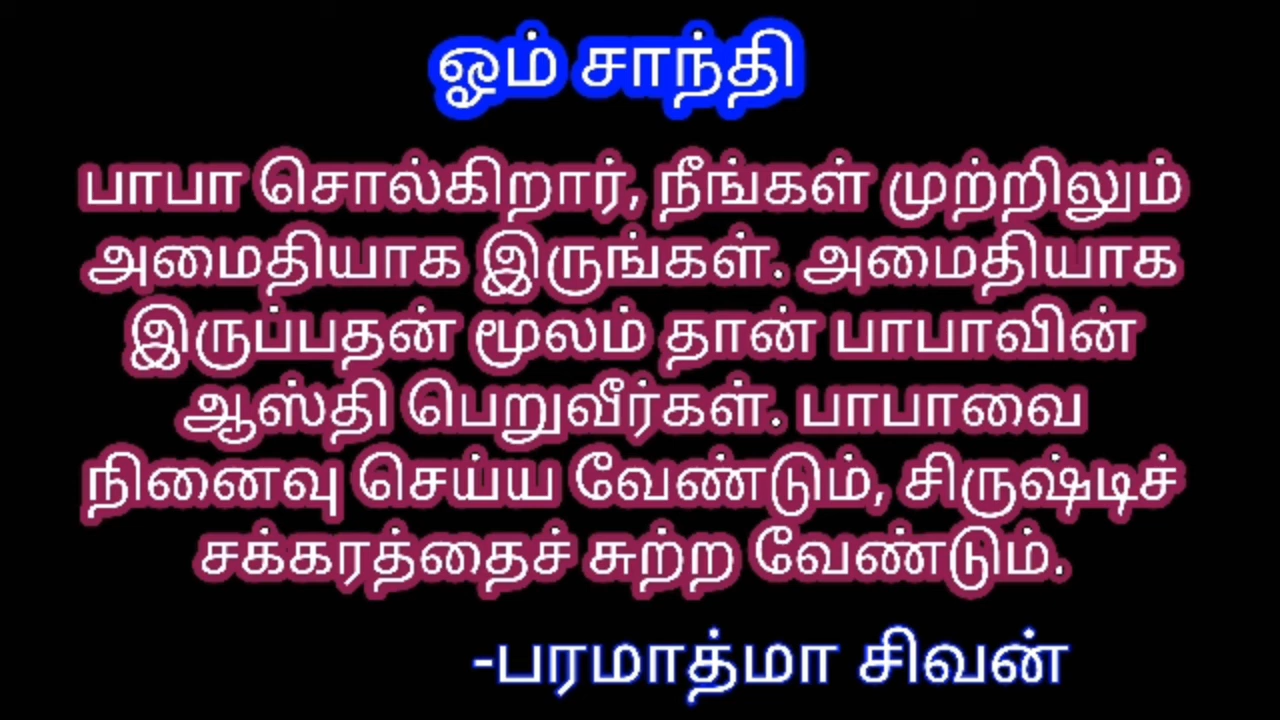 ஓம் சாந்தி
பாபா சொல்கிறார், நீங்கள் முற்றிலும்
அமைதியாக இருங்கள். அமைதியாக
இருப்பதன் மூலம் தான் பாபாவின்
ஆஸ்தி பெறுவீர்கள். பாபாவை
நினைவு செய்ய வேண்டும், சிருஷ்டிச்
சக்கரத்தைச் சுற்ற வேண்டும்.
-பரமாத்மா சிவன்